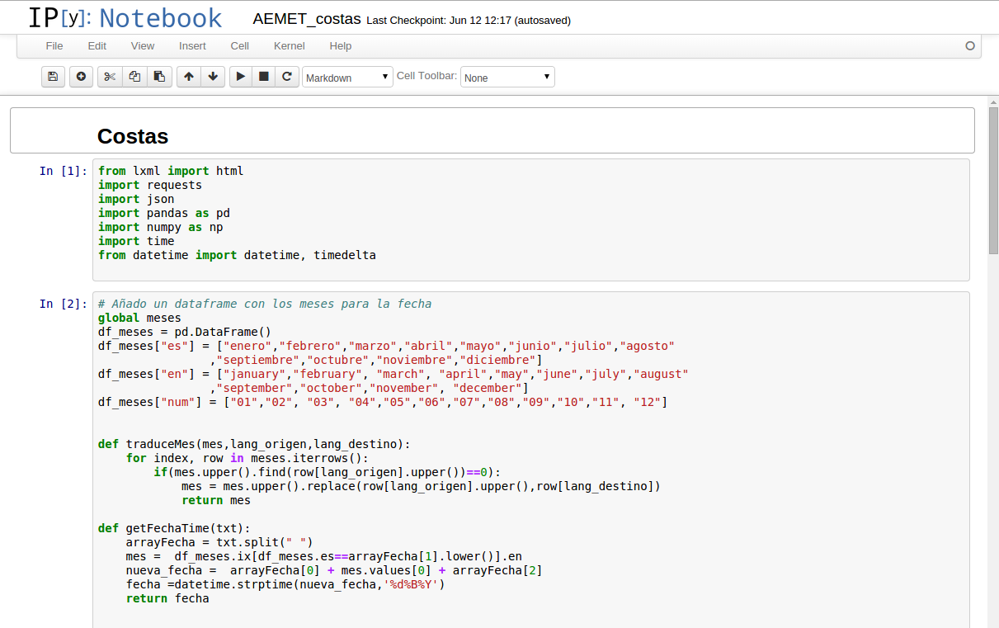 IP[y]: Notebook AEMET_costas Last Checkpoint: Jun 12 12:17 (autosaved)
File Edit View Insert Cell Kernel Help
Markdown Cell Toolbar: None
Costas
In [1]: from lxml import html
import requests
import json
import pandas as pd
import numpy as np
import time
from datetime import datetime, timedelta
In [2]: # Añado un dataframe con los meses para la fecha
global meses
df_meses = pd.DataFrame()
df_meses["es"] = ["enero","febrero","marzo","abril","mayo","junio","julio","agosto"
                ,"septiembre","octubre","noviembre","diciembre"]
df_meses["en"] = ["january","february", "march", "april","may","june","july","august"
                ,"september","october","november", "december"]
df_meses["num"] = ["01","02", "03", "04","05","06","07","08","09","10","11", "12"]
def traduceMes(mes,lang_origen,lang_destino):
    for index, row in meses.iterrows():
        if(mes.upper().find(row[lang_origen].upper())==0):
            mes = mes.upper().replace(row[lang_origen].upper(),row[lang_destino])
            return mes
def getFechaTime(txt):
    arrayFecha = txt.split(" ")
    mes =  df_meses.ix[df_meses.es==arrayFecha[1].lower()].en
    nueva_fecha =  arrayFecha[0] + mes.values[0] + arrayFecha[2]
    fecha =datetime.strptime(nueva_fecha,'%d%B%Y')
    return fecha